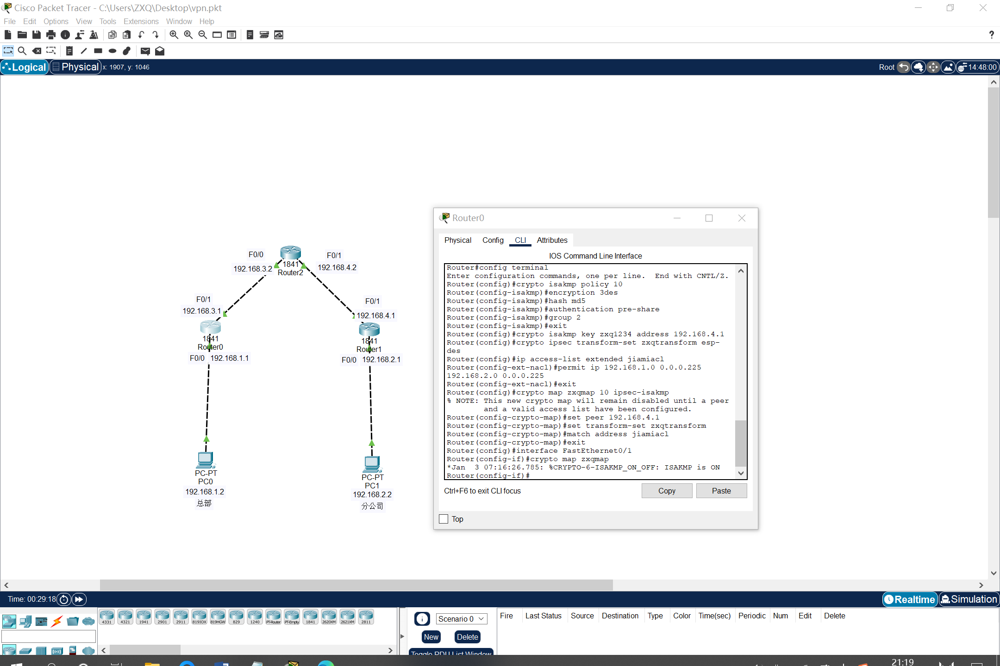 Cisco Packet Tracer - C:\Users\ZXQ\Desktop\vpn.pkt
File Edit Options View Tools Extensions Window Help
?
Logical Physical x: 1907, y: 1046
Root 14:48:00
F0/0
192.168.3.2
1841
Router2
F0/1
192.168.4.2
F0/1
192.168.3.1
1841
Router0
F0/0 192.168.1.1
F0/1
192.168.4.1
1841
Router1
F0/0 192.168.2.1
PC-PT
PC0
192.168.1.2
总部
PC-PT
PC1
192.168.2.2
分公司
Router0
Physical Config CLI Attributes
IOS Command Line Interface
Router#config terminal
Enter configuration commands, one per line.  End with CNTL/Z.
Router(config)#crypto isakmp policy 10
Router(config-isakmp)#encryption 3des
Router(config-isakmp)#hash md5
Router(config-isakmp)#authentication pre-share
Router(config-isakmp)#group 2
Router(config-isakmp)#exit
Router(config)#crypto isakmp key zxq1234 address 192.168.4.1
Router(config)#crypto ipsec transform-set zxqtransform esp-
des
Router(config)#ip access-list extended jiamiacl
Router(config-ext-nacl)#permit ip 192.168.1.0 0.0.0.225
192.168.2.0 0.0.0.225
Router(config-ext-nacl)#exit
Router(config)#crypto map zxqmap 10 ipsec-isakmp
% NOTE: This new crypto map will remain disabled until a peer
and a valid access list have been configured.
Router(config-crypto-map)#set peer 192.168.4.1
Router(config-crypto-map)#set transform-set zxqtransform
Router(config-crypto-map)#match address jiamiacl
Router(config-crypto-map)#exit
Router(config)#interface FastEthernet0/1
Router(config-if)#crypto map zxqmap
*Jan  3 07:16:26.785: %CRYPTO-6-ISAKMP_ON_OFF: ISAKMP is ON
Router(config-if)#
Ctrl+F6 to exit CLI focus
Copy Paste
Top
Time: 00:29:18
Realtime Simulation
4331 4321 1941 2901 2911 819IOX 819HGW 829 1240 PT-Router PT-Empty 1841 2620XM 2621XM 2811
Scenario 0
New Delete
Toggle PDU List Window
Fire Last Status Source Destination Type Color Time(sec) Periodic Num Edit Delete
21:19